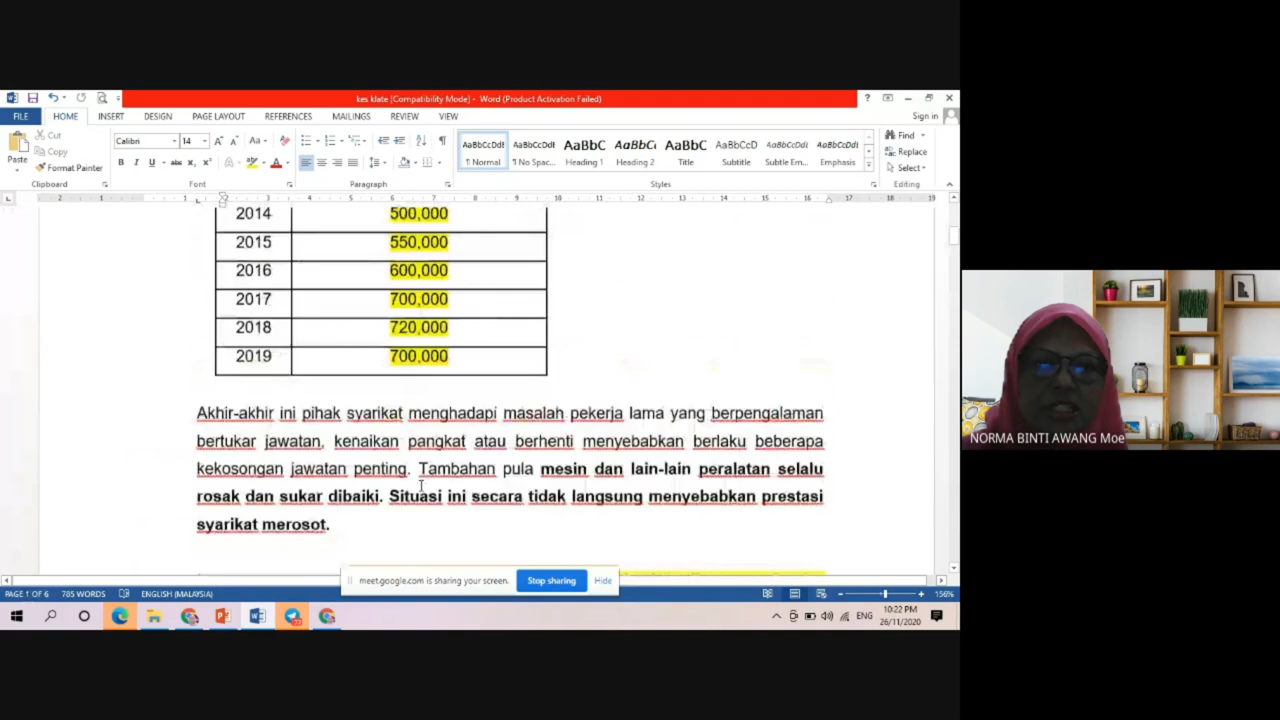 kes klate [Compatibility Mode] - Word (Product Activation Failed)
FILE HOME INSERT DESIGN PAGE LAYOUT REFERENCES MAILINGS REVIEW VIEW Sign in
Paste
Cut
Copy
Format Painter
Clipboard
Calibri 14
Font
Paragraph
AaBbCcDdI AaBbCcDdI AaBbC AaBbCc AaBbC AaBbCcD AaBbCcDdI AaBbCcDdI
¶ Normal ¶ No Spac... Heading 1 Heading 2 Title Subtitle Subtle Em... Emphasis
Styles
Find
Replace
Select
Editing
2014 500,000
2015 550,000
2016 600,000
2017 700,000
2018 720,000
2019 700,000
Akhir-akhir ini pihak syarikat menghadapi masalah pekerja lama yang berpengalaman
bertukar jawatan, kenaikan pangkat atau berhenti menyebabkan berlaku beberapa
kekosongan jawatan penting. Tambahan pula mesin dan lain-lain peralatan selalu
rosak dan sukar dibaiki. Situasi ini secara tidak langsung menyebabkan prestasi
syarikat merosot.
meet.google.com is sharing your screen. Stop sharing Hide
PAGE 1 OF 6 785 WORDS ENGLISH (MALAYSIA) 156%
ENG
10:22 PM
26/11/2020
NORMA BINTI AWANG Moe